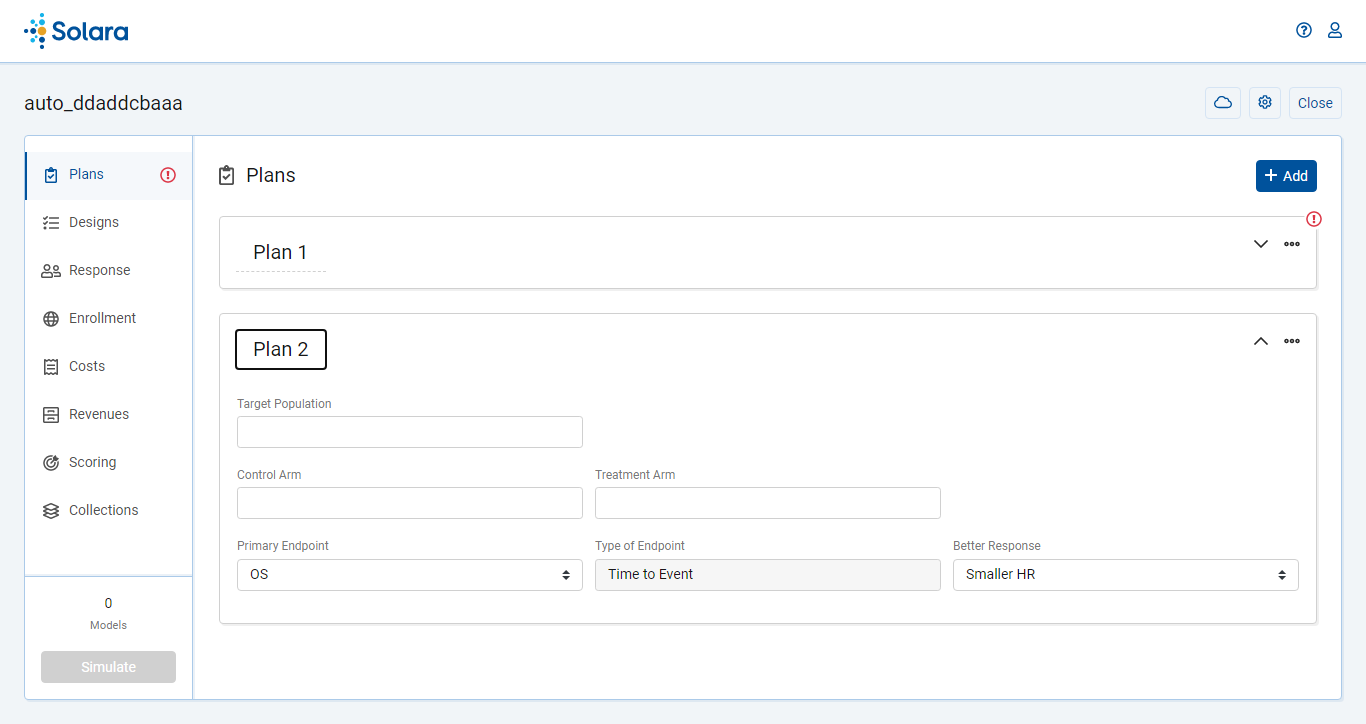 Solara
auto_ddaddcbaaa
Close
Plans
Designs
Response
Enrollment
Costs
Revenues
Scoring
Collections
0
Models
Simulate
Plans
Add
Plan 1
Plan 2
Target Population
Control Arm Treatment Arm
Primary Endpoint Type of Endpoint Better Response
OS Time to Event Smaller HR